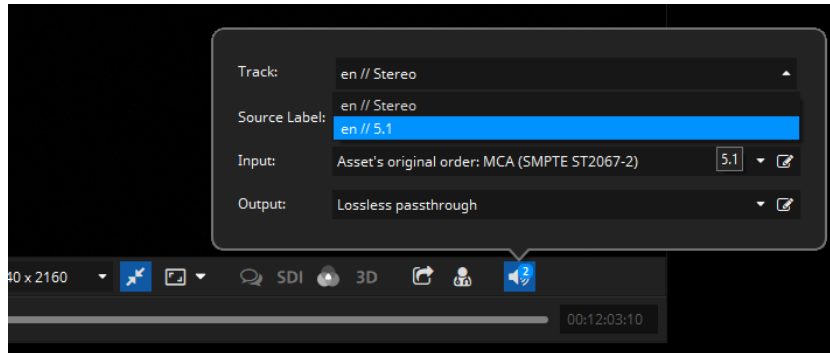 Track: en // Stereo
en // Stereo
Source Label:
en // 5.1
Input: Asset's original order: MCA (SMPTE ST2067-2) 5.1
Output: Lossless passthrough
40 x 2160 SDI 3D 2
00:12:03:10